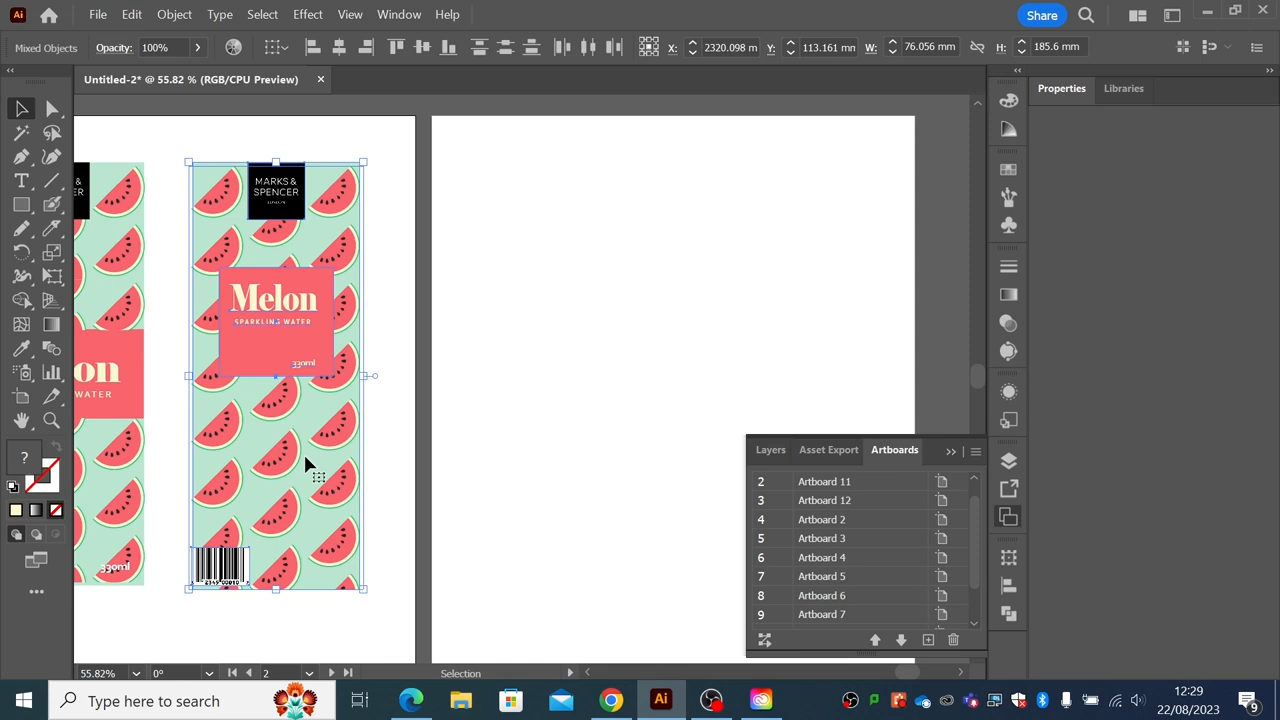 File Edit Object Type Select Effect View Window Help
Share
Mixed Objects Opacity: 100% X: 2320.098 m Y: 113.161 mn W: 76.056 mm H: 185.6 mm
Untitled-2* @ 55.82 % (RGB/CPU Preview)
Properties Libraries
MARKS &
SPENCER
Melon
SPARKLING WATER
330ml
on
WATER
330ml
Layers Asset Export Artboards
2 Artboard 11
3 Artboard 12
4 Artboard 2
5 Artboard 3
6 Artboard 4
7 Artboard 5
8 Artboard 6
9 Artboard 7
55.82% 0° 2 Selection
Type here to search
12:29
22/08/2023